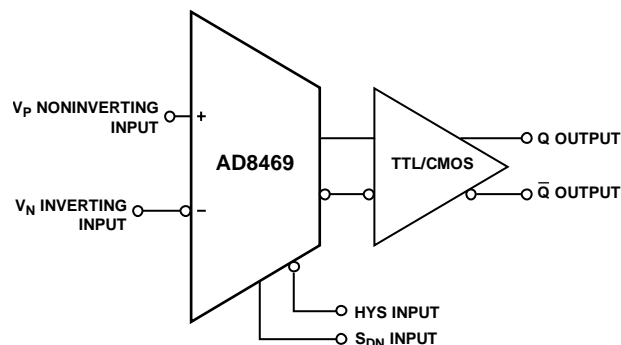 V_P NONINVERTING
INPUT
+
AD8469
TTL/CMOS
Q OUTPUT
Q̅ OUTPUT
V_N INVERTING
INPUT
−
HYS INPUT
S_DN INPUT